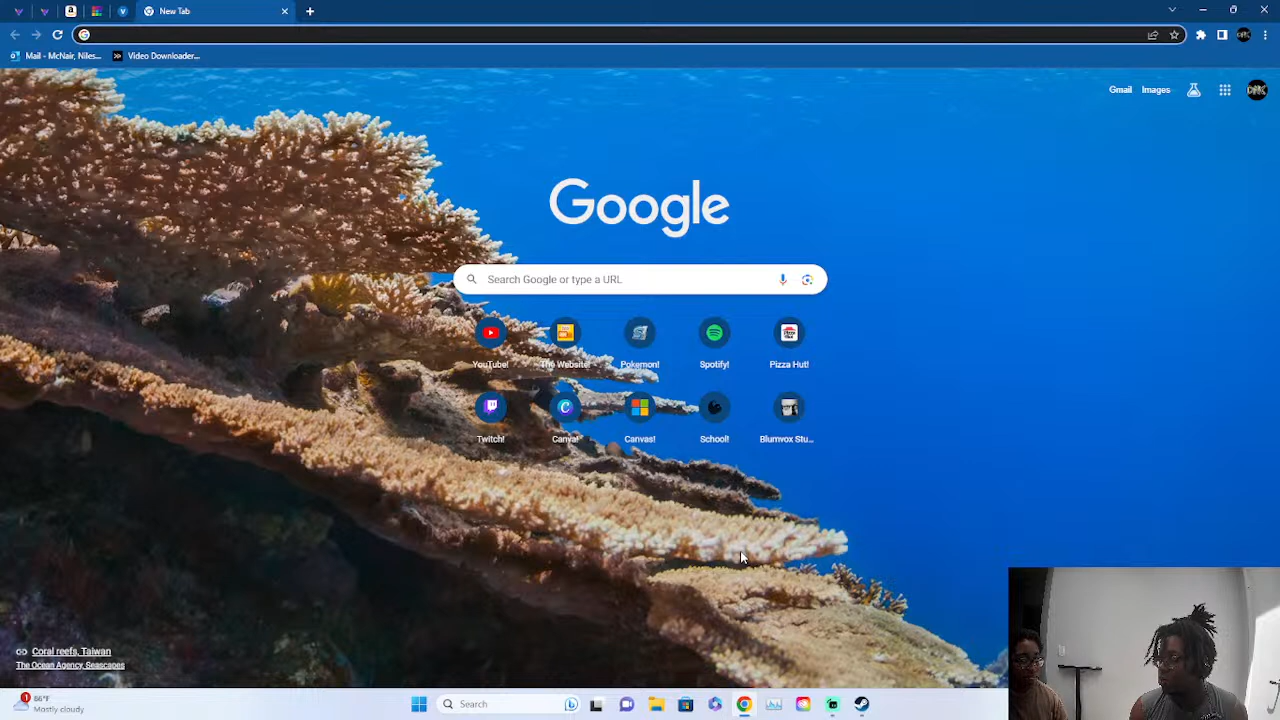 New Tab
Mail - McNair, Niles...
Video Downloader...
Gmail
Images
Google
Search Google or type a URL
YouTube!
The Website!
Pokemon!
Spotify!
Pizza Hut!
Twitch!
Canva!
Canvas!
School!
Blumvox Stu...
Coral reefs, Taiwan
The Ocean Agency, Seascapes
1
86°F
Mostly cloudy
Search